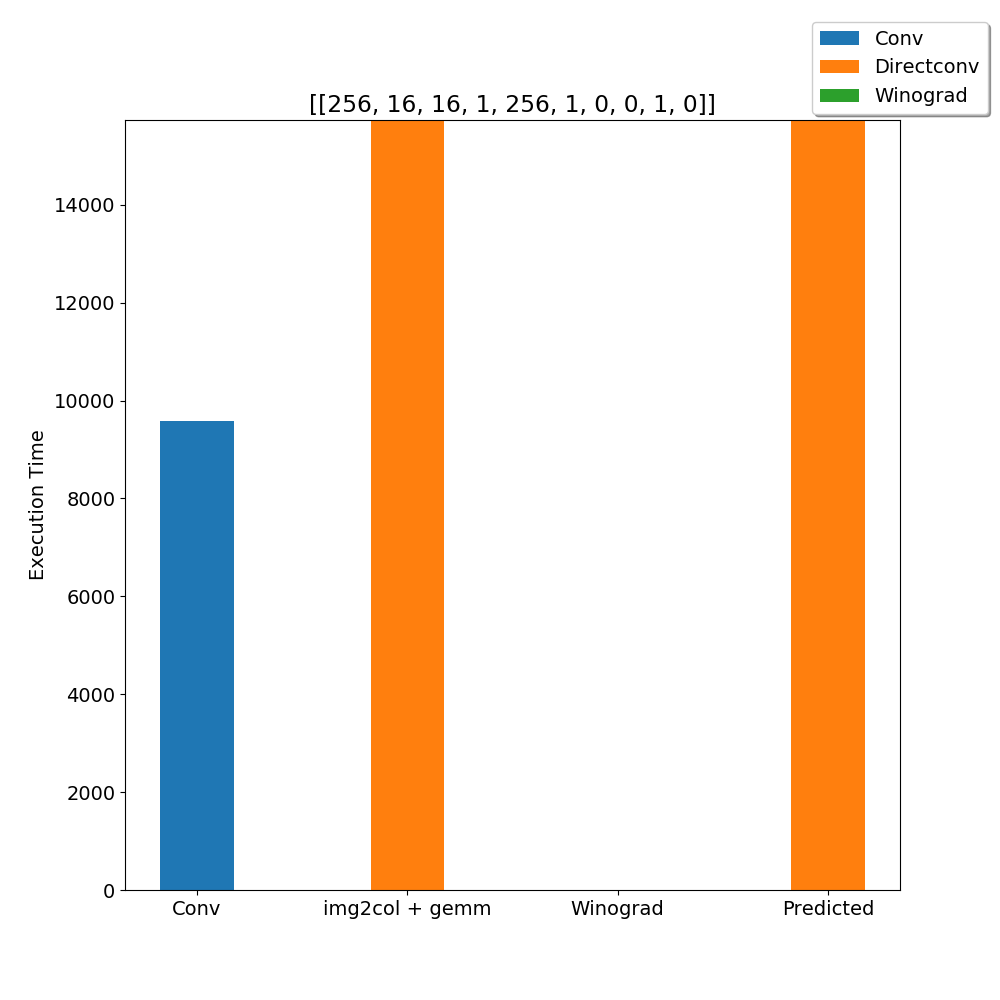 Conv
Directconv
Winograd
[[256, 16, 16, 1, 256, 1, 0, 0, 1, 0]]
14000
12000
10000
8000
6000
4000
2000
0
Execution Time
Conv
img2col + gemm
Winograd
Predicted